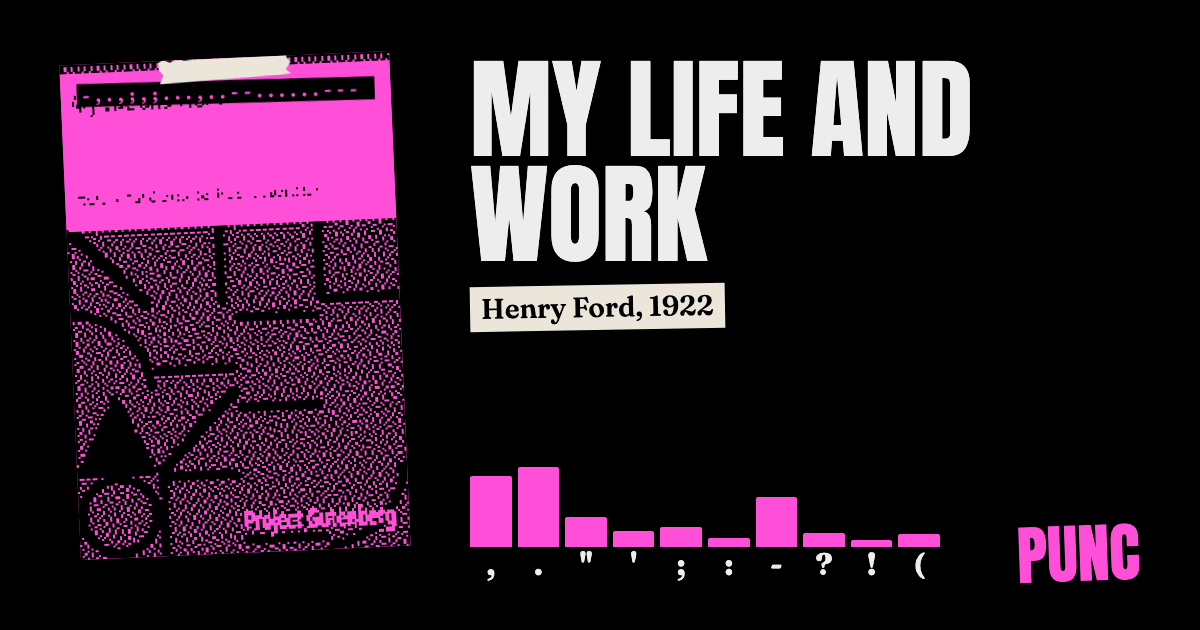 MY LIFE AND
WORK
Henry Ford, 1922
Project Gutenberg
, . " ' ; : - ? ! (
PUNC